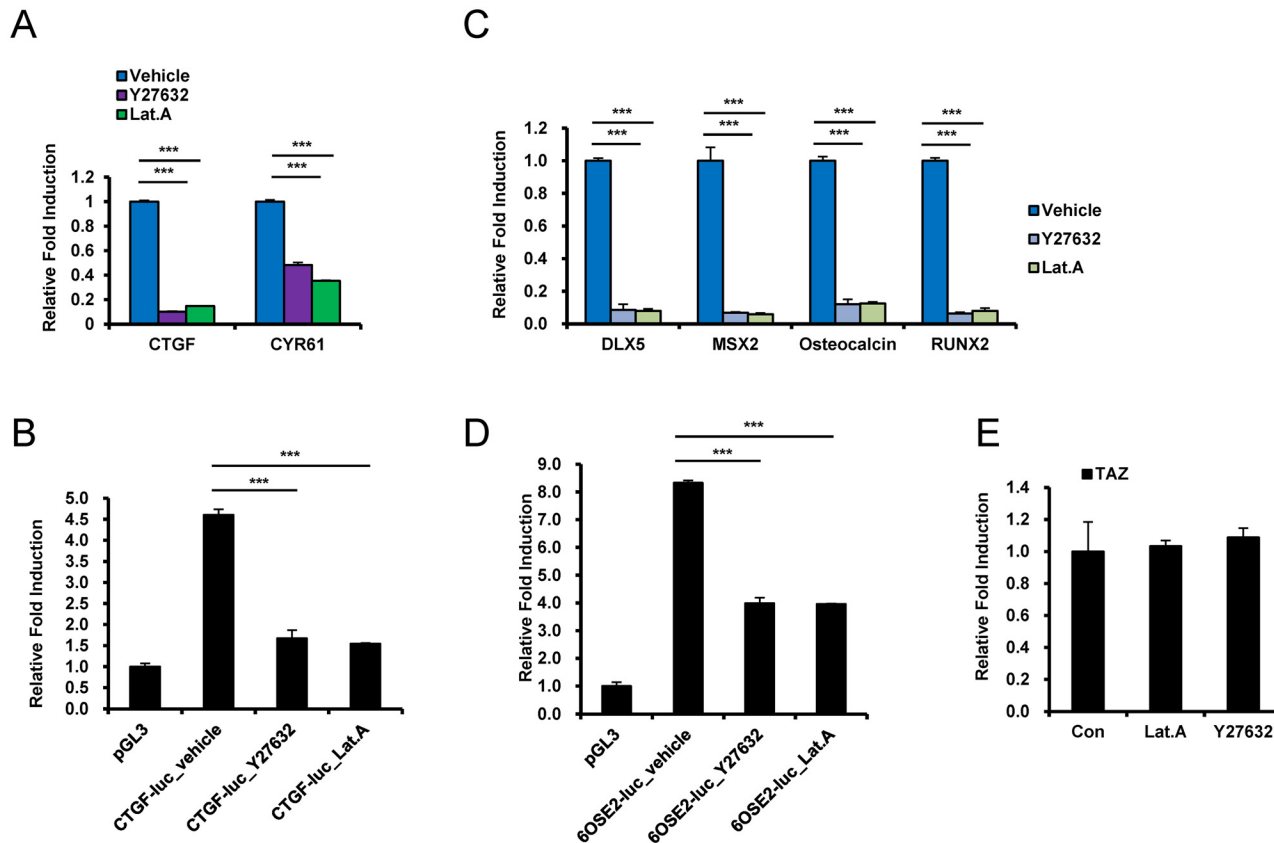 A
Vehicle
Y27632
Lat.A
*** ***
*** ***
Relative Fold Induction
1.2
1
0.8
0.6
0.4
0.2
0
CTGF CYR61
C
*** *** *** ***
*** *** *** ***
Relative Fold Induction
1.0
0.8
0.6
0.4
0.2
0.0
DLX5 MSX2 Osteocalcin RUNX2
Vehicle
Y27632
Lat.A
B
***
***
Relative Fold Induction
5.0
4.5
4.0
3.5
3.0
2.5
2.0
1.5
1.0
0.5
0.0
pGL3
CTGF-luc_vehicle
CTGF-luc_Y27632
CTGF-luc_Lat.A
D
***
***
Relative Fold Induction
9.0
8.0
7.0
6.0
5.0
4.0
3.0
2.0
1.0
0.0
pGL3
6OSE2-luc_vehicle
6OSE2-luc_Y27632
6OSE2-luc_Lat.A
E
TAZ
Relative Fold Induction
1.4
1.2
1.0
0.8
0.6
0.4
0.2
0.0
Con Lat.A Y27632